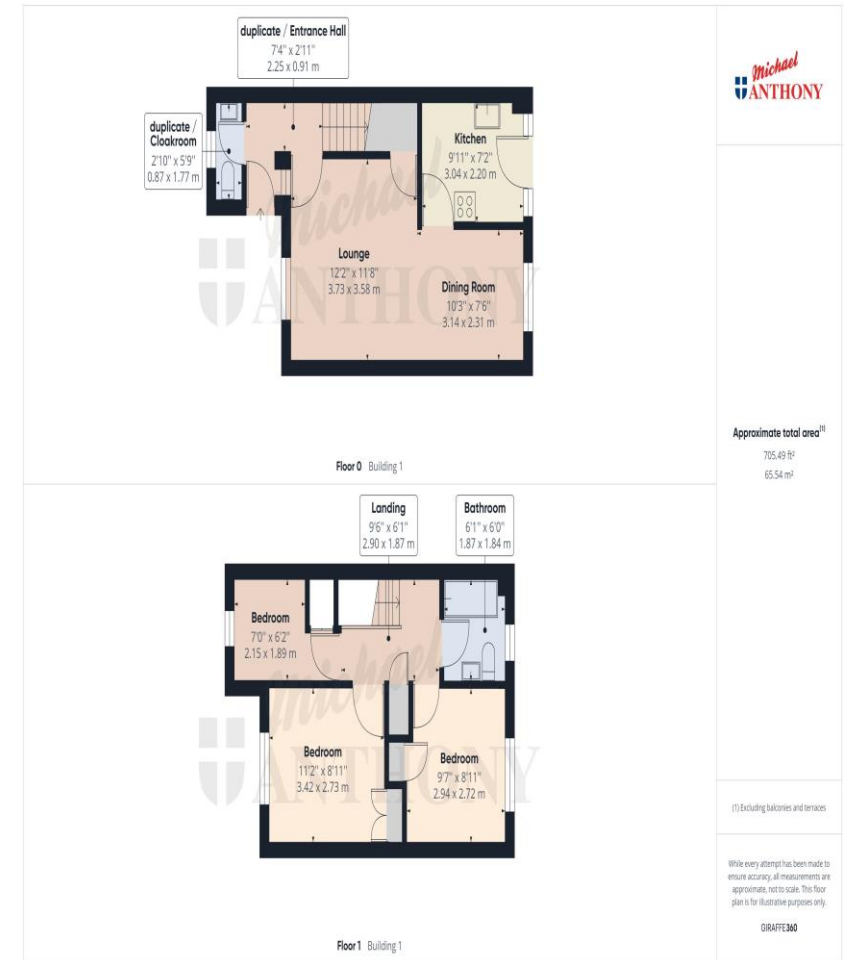 duplicate / Entrance Hall
7'4" x 2'11"
2.25 x 0.91 m
duplicate /
Cloakroom
2'10" x 5'9"
0.87 x 1.77 m
Kitchen
9'11" x 7'2"
3.04 x 2.20 m
Lounge
12'2" x 11'8"
3.73 x 3.58 m
Dining Room
10'3" x 7'6"
3.14 x 2.31 m
Michael
ANTHONY
Floor 0 Building 1
Michael
ANTHONY
Approximate total area(1)
705.49 ft²
65.54 m²
Landing
9'6" x 6'1"
2.90 x 1.87 m
Bathroom
6'1" x 6'0"
1.87 x 1.84 m
Bedroom
7'0" x 6'2"
2.15 x 1.89 m
Bedroom
11'2" x 8'11"
3.42 x 2.73 m
Bedroom
9'7" x 8'11"
2.94 x 2.72 m
Michael
ANTHONY
Floor 1 Building 1
(1) Excluding balconies and terraces
While every attempt has been made to
ensure accuracy, all measurements are
approximate, not to scale. This floor
plan is for illustrative purposes only.
GIRAFFE360